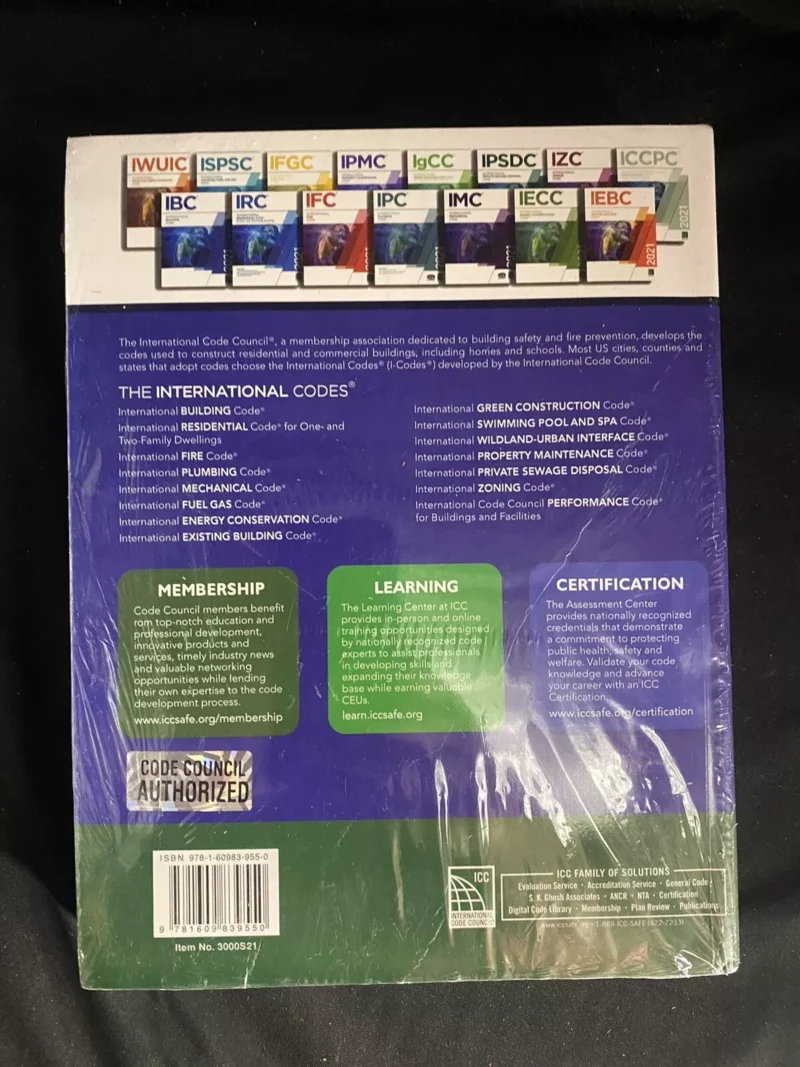 IWUIC ISPSC IFGC IPMC IgCC IPSDC IZC ICCPC
IBC IRC IFC IPC IMC IECC IEBC
2021
2021
The International Code Council®, a membership association dedicated to building safety and fire prevention, develops the
codes used to construct residential and commercial buildings, including homes and schools. Most US cities, counties and
states that adopt codes choose the International Codes® (I-Codes®) developed by the International Code Council.
THE INTERNATIONAL CODES®
International BUILDING Code®
International RESIDENTIAL Code® for One- and
Two-Family Dwellings
International FIRE Code®
International PLUMBING Code®
International MECHANICAL Code®
International FUEL GAS Code®
International ENERGY CONSERVATION Code®
International EXISTING BUILDING Code®
International GREEN CONSTRUCTION Code®
International SWIMMING POOL AND SPA Code®
International WILDLAND-URBAN INTERFACE Code®
International PROPERTY MAINTENANCE Code®
International PRIVATE SEWAGE DISPOSAL Code®
International ZONING Code®
International Code Council PERFORMANCE Code®
for Buildings and Facilities
MEMBERSHIP
Code Council members benefit
rom top-notch education and
professional development,
innovative products and
services, timely industry news
and valuable networking
opportunities while lending
their own expertise to the code
development process.
www.iccsafe.org/membership
LEARNING
The Learning Center at ICC
provides in-person and online
training opportunities designed
by nationally recognized code
experts to assist professionals
in developing skills and
expanding their knowledge
base while earning valuable
CEUs.
learn.iccsafe.org
CERTIFICATION
The Assessment Center
provides nationally recognized
credentials that demonstrate
a commitment to protecting
public health, safety and
welfare. Validate your code
knowledge and advance
your career with an ICC
Certification.
www.iccsafe.org/certification
CODE COUNCIL
AUTHORIZED
ISBN 978-1-60983-955-0
9 781609 839550
Item No. 3000S21
ICC
INTERNATIONAL
CODE COUNCIL®
ICC FAMILY OF SOLUTIONS
Evaluation Service • Accreditation Service • General Code
S. K. Ghosh Associates • ANCR • NTA • Certification
Digital Code Library • Membership • Plan Review • Publications
www.iccsafe.org • 1-888-ICC-SAFE (422-7233)